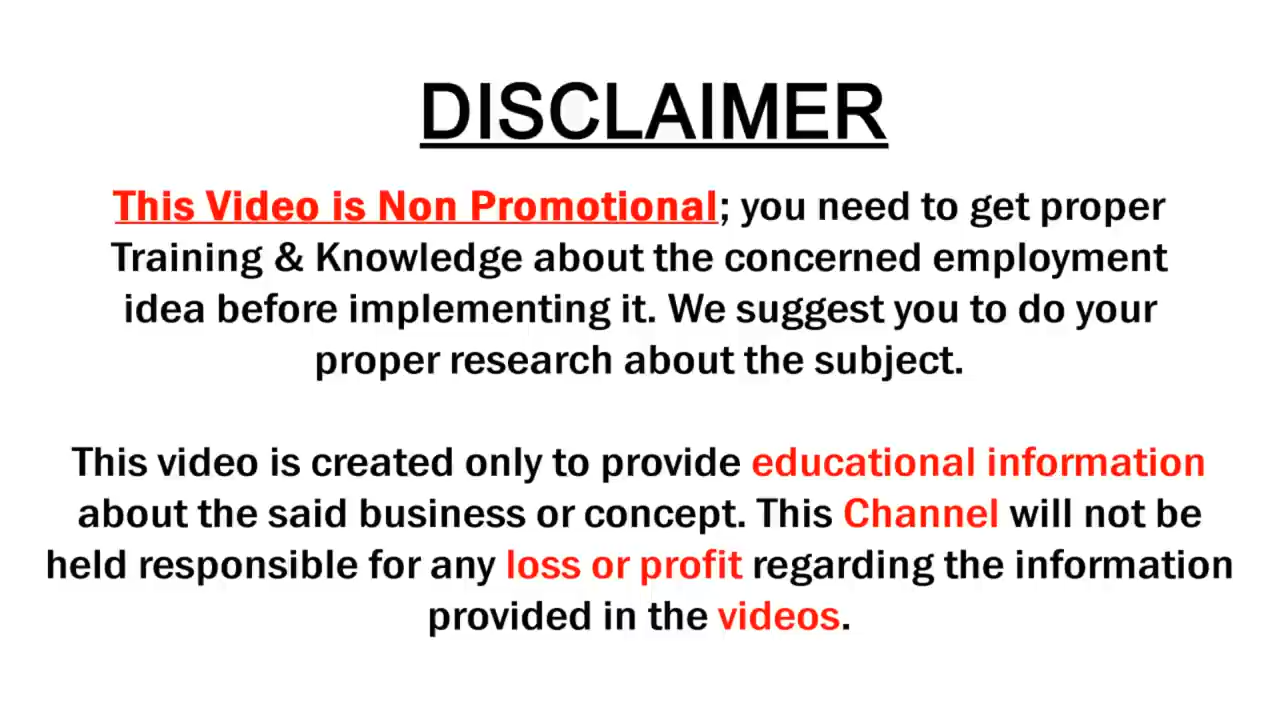 DISCLAIMER
This Video is Non Promotional; you need to get proper
Training & Knowledge about the concerned employment
idea before implementing it. We suggest you to do your
proper research about the subject.
This video is created only to provide educational information
about the said business or concept. This Channel will not be
held responsible for any loss or profit regarding the information
provided in the videos.